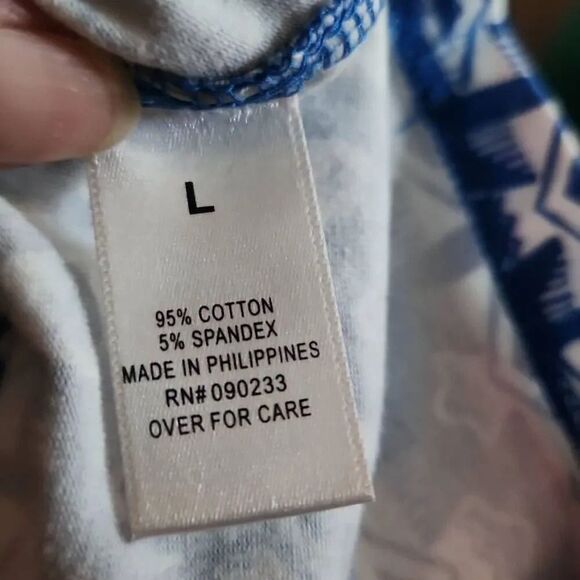 L
95% COTTON
5% SPANDEX
MADE IN PHILIPPINES
RN# 090233
OVER FOR CARE